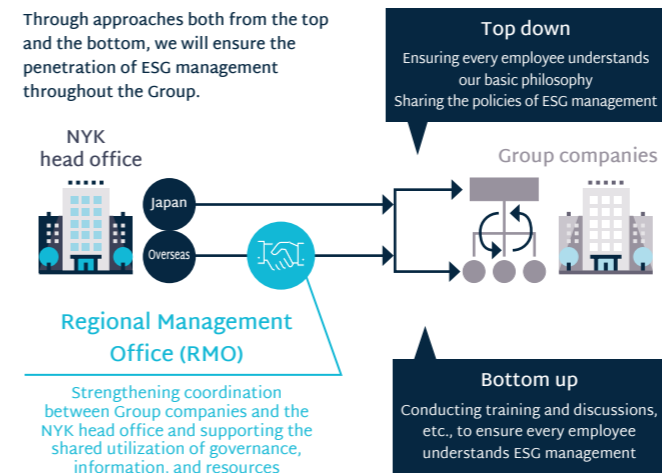 Through approaches both from the top
and the bottom, we will ensure the
penetration of ESG management
throughout the Group.
Top down
Ensuring every employee understands
our basic philosophy
Sharing the policies of ESG management
NYK
head office
Group companies
Japan
Overseas
Regional Management
Office (RMO)
Strengthening coordination
between Group companies and the
NYK head office and supporting the
shared utilization of governance,
information, and resources
Bottom up
Conducting training and discussions,
etc., to ensure every employee
understands ESG management